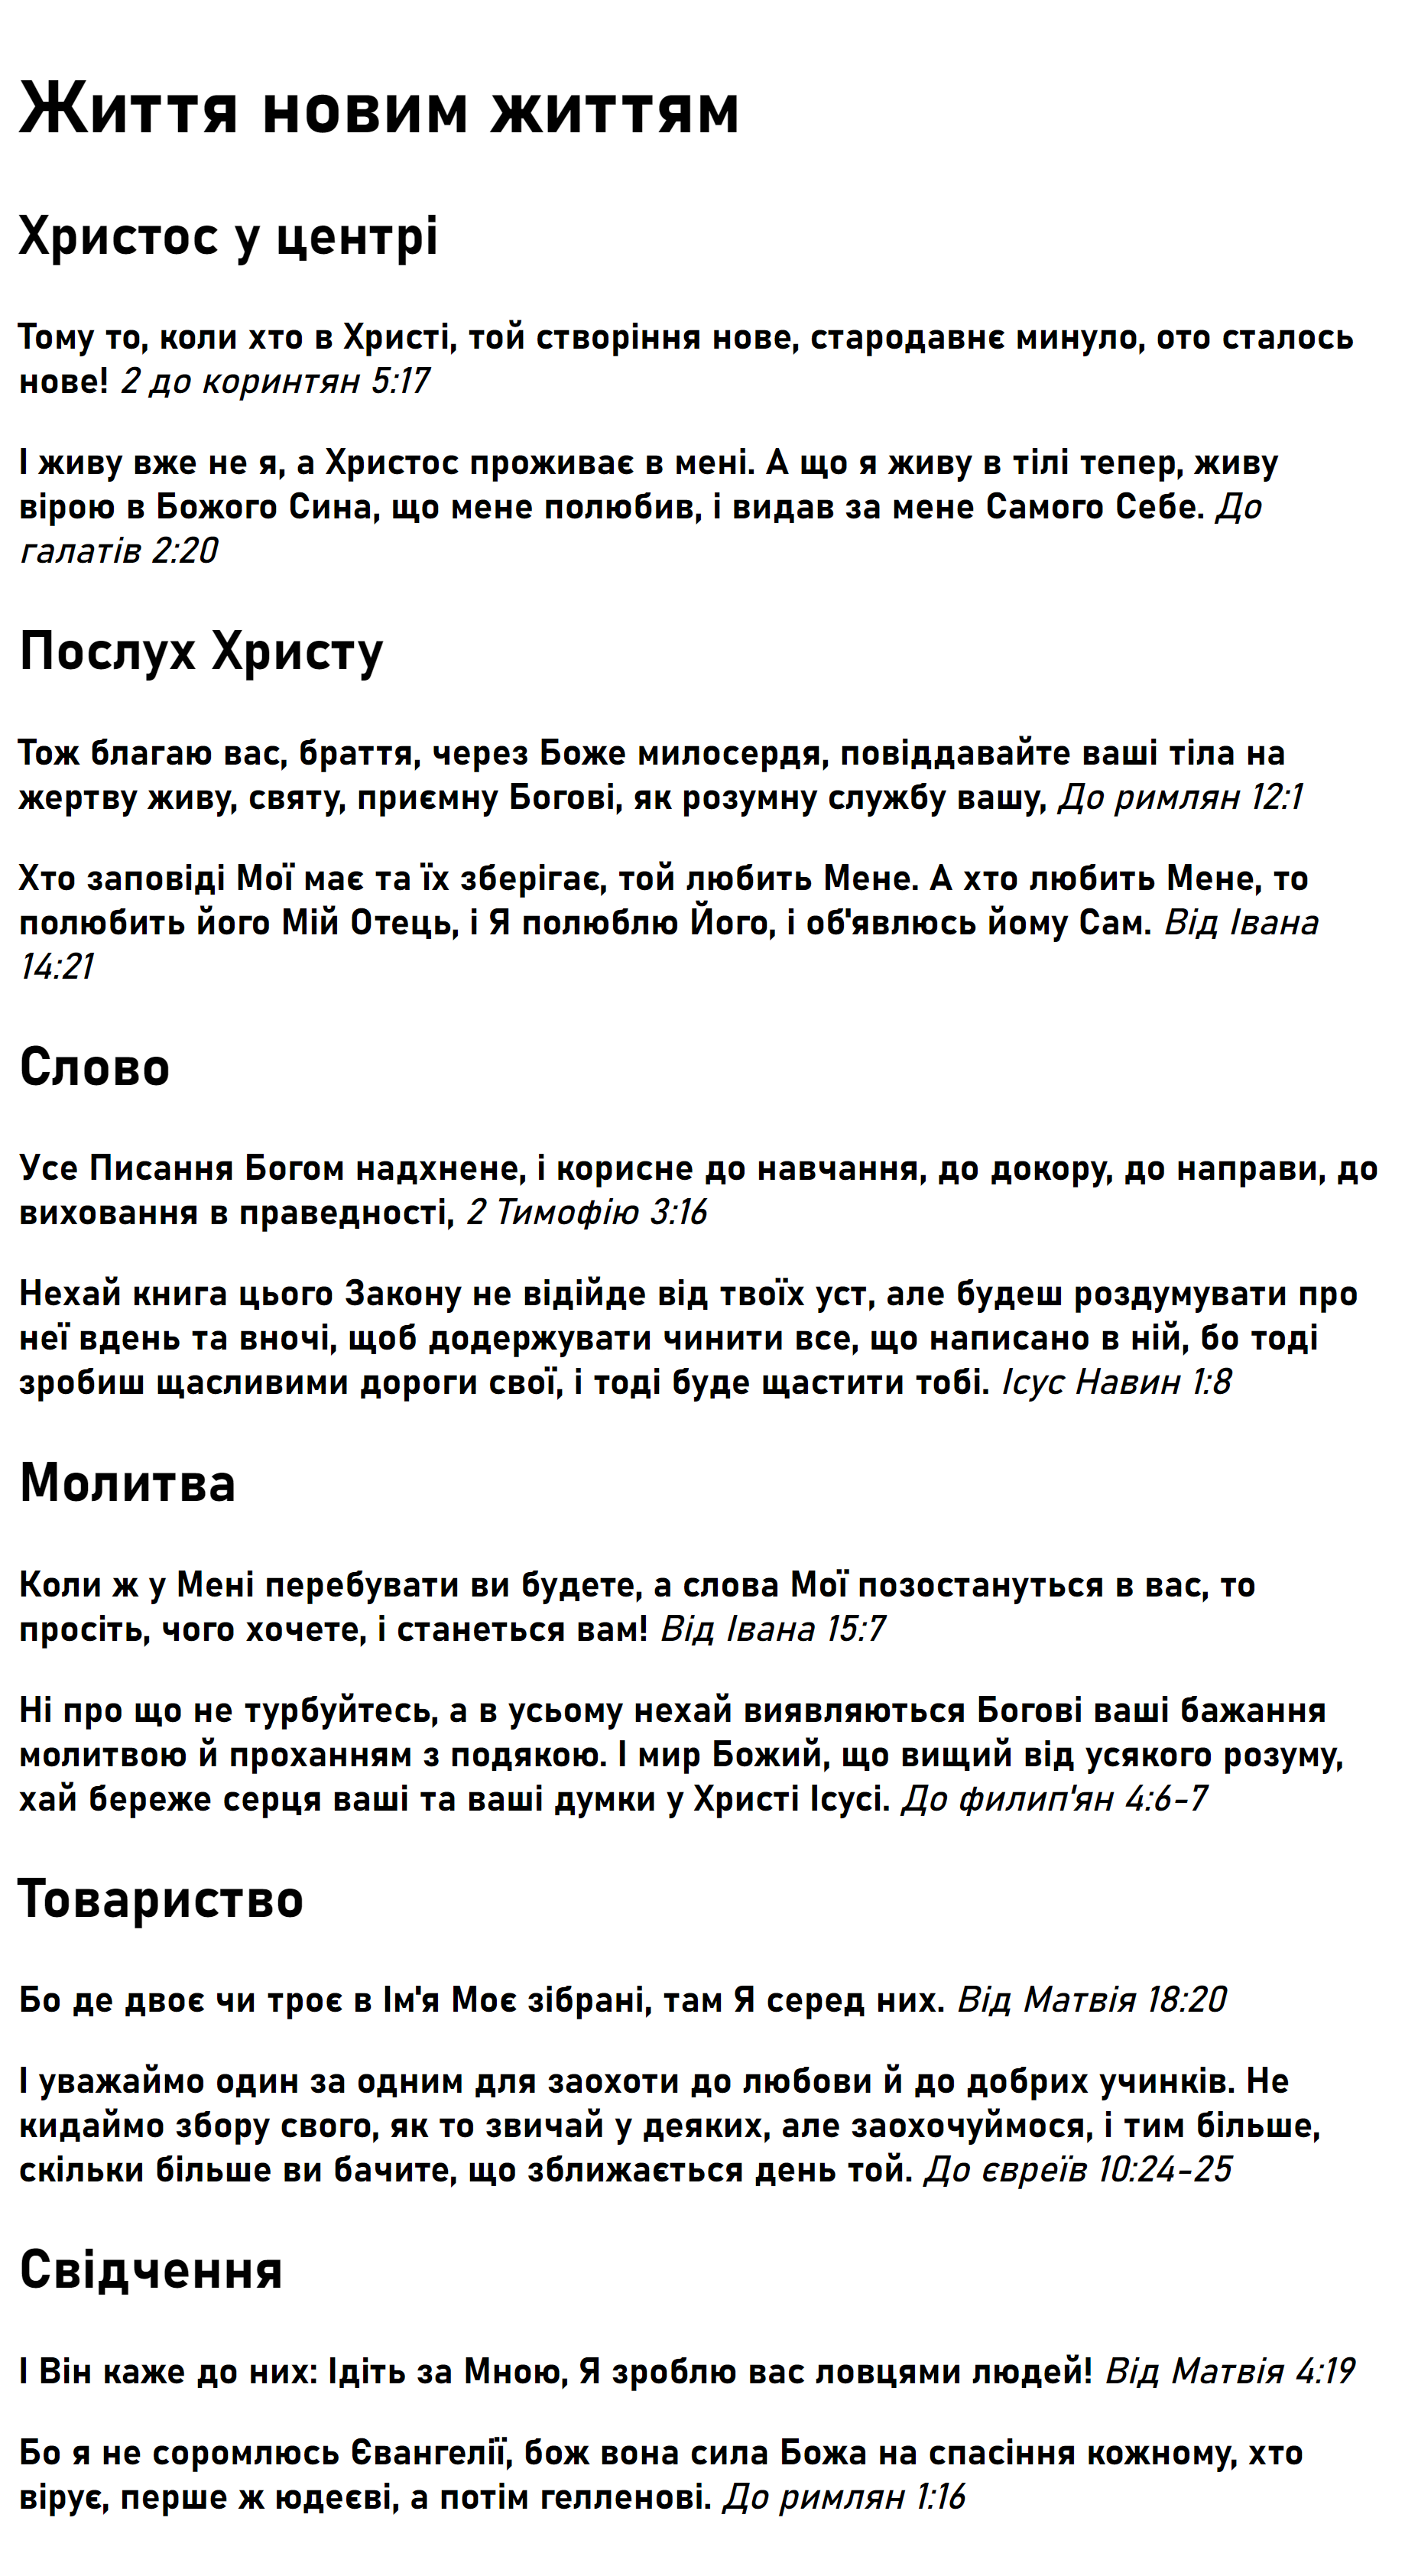 Життя новим життям
Христос у центрі
Тому то, коли хто в Христі, той створіння нове, стародавнє минуло, ото сталось
нове! 2 до коринтян 5:17
І живу вже не я, а Христос проживає в мені. А що я живу в тілі тепер, живу
вірою в Божого Сина, що мене полюбив, і видав за мене Самого Себе. До
галатів 2:20
Послух Христу
Тож благаю вас, браття, через Боже милосердя, повіддавайте ваші тіла на
жертву живу, святу, приємну Богові, як розумну службу вашу, До римлян 12:1
Хто заповіді Мої має та їх зберігає, той любить Мене. А хто любить Мене, то
полюбить його Мій Отець, і Я полюблю Його, і об'явлюсь йому Сам. Від Івана
14:21
Слово
Усе Писання Богом надхнене, і корисне до навчання, до докору, до направи, до
виховання в праведності, 2 Тимофію 3:16
Нехай книга цього Закону не відійде від твоїх уст, але будеш роздумувати про
неї вдень та вночі, щоб додержувати чинити все, що написано в ній, бо тоді
зробиш щасливими дороги свої, і тоді буде щастити тобі. Ісус Навин 1:8
Молитва
Коли ж у Мені перебувати ви будете, а слова Мої позостануться в вас, то
просіть, чого хочете, і станеться вам! Від Івана 15:7
Ні про що не турбуйтесь, а в усьому нехай виявляються Богові ваші бажання
молитвою й проханням з подякою. І мир Божий, що вищий від усякого розуму,
хай береже серця ваші та ваші думки у Христі Ісусі. До филип'ян 4:6-7
Товариство
Бо де двоє чи троє в Ім'я Моє зібрані, там Я серед них. Від Матвія 18:20
І уважаймо один за одним для заохоти до любови й до добрих учинків. Не
кидаймо збору свого, як то звичай у деяких, але заохочуймося, і тим більше,
скільки більше ви бачите, що зближається день той. До євреїв 10:24-25
Свідчення
І Він каже до них: Ідіть за Мною, Я зроблю вас ловцями людей! Від Матвія 4:19
Бо я не соромлюсь Євангелії, бож вона сила Божа на спасіння кожному, хто
вірує, перше ж юдеєві, а потім гелленові. До римлян 1:16